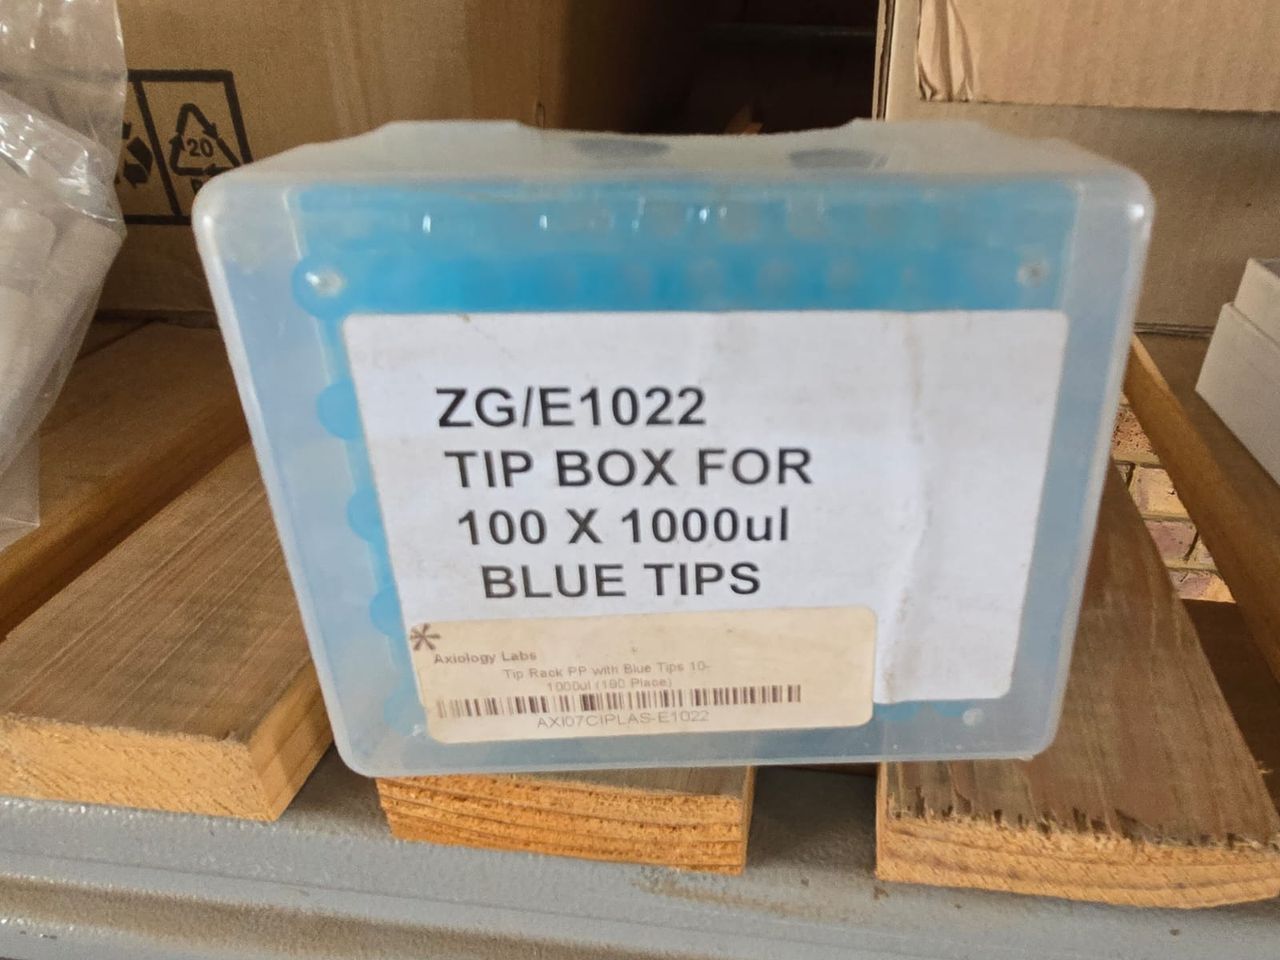 20
ZG/E1022
TIP BOX FOR
100 X 1000ul
BLUE TIPS
Axiology Labs
Tip Rack PP with Blue Tips 10-
1000ul (100 Place)
AXI07CIPLAS-E1022